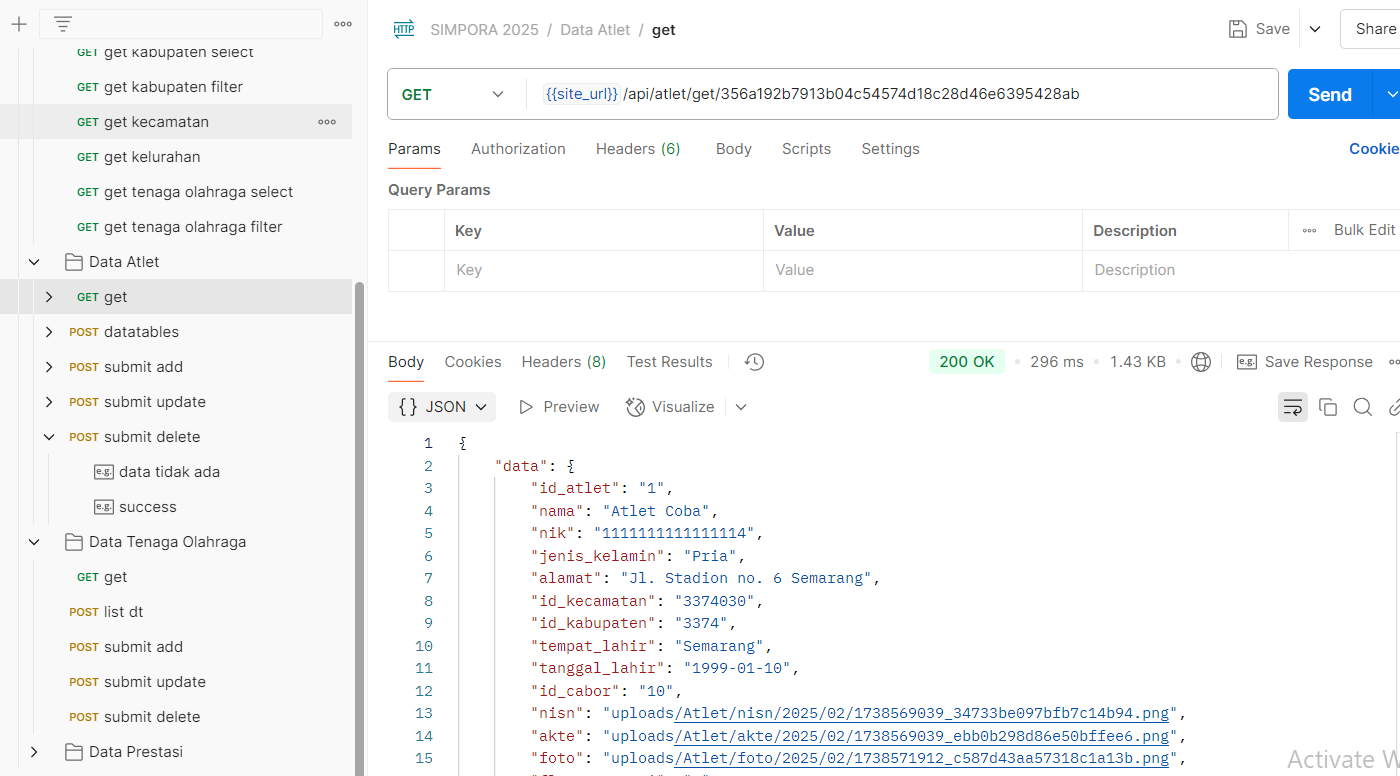 get kabupaten select
GET get kabupaten filter
GET get kecamatan
GET get kelurahan
GET get tenaga olahraga select
GET get tenaga olahraga filter
Data Atlet
GET get
POST datatables
POST submit add
POST submit update
POST submit delete
e.g. data tidak ada
e.g. success
Data Tenaga Olahraga
GET get
POST list dt
POST submit add
POST submit update
POST submit delete
Data Prestasi
HTTP SIMPORA 2025 / Data Atlet / get
Save
Share
GET {{site_url}}/api/atlet/get/356a192b7913b04c54574d18c28d46e6395428ab
Send
Params Authorization Headers (6) Body Scripts Settings
Cookie
Query Params
Key Value Description Bulk Edit
Key Value Description
Body Cookies Headers (8) Test Results
200 OK 296 ms 1.43 KB e.g. Save Response
{} JSON Preview Visualize
1 {
2 "data": {
3 "id_atlet": "1",
4 "nama": "Atlet Coba",
5 "nik": "1111111111111114",
6 "jenis_kelamin": "Pria",
7 "alamat": "Jl. Stadion no. 6 Semarang",
8 "id_kecamatan": "3374030",
9 "id_kabupaten": "3374",
10 "tempat_lahir": "Semarang",
11 "tanggal_lahir": "1999-01-10",
12 "id_cabor": "10",
13 "nisn": "uploads/Atlet/nisn/2025/02/1738569039_34733be097bfb7c14b94.png",
14 "akte": "uploads/Atlet/akte/2025/02/1738569039_ebb0b298d86e50bffee6.png",
15 "foto": "uploads/Atlet/foto/2025/02/1738571912_c587d43aa57318c1a13b.png",
Activate W